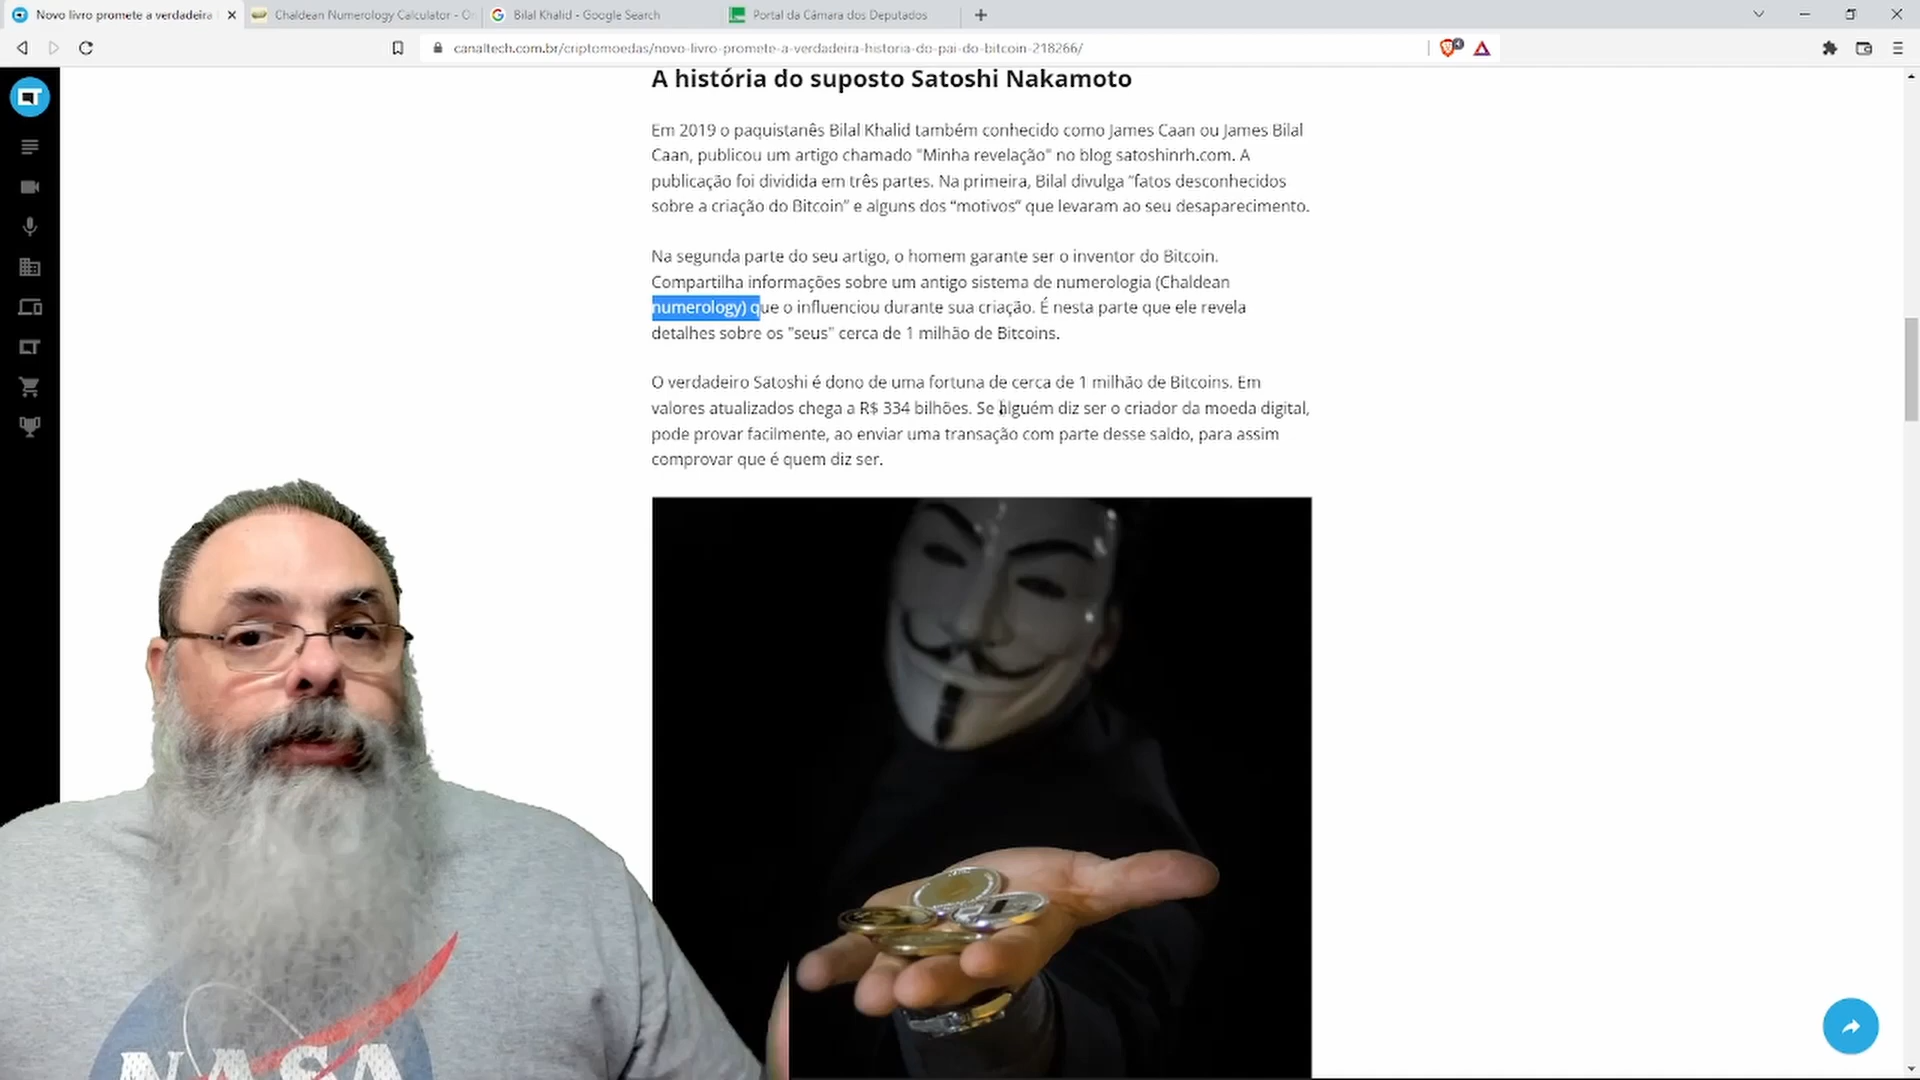 Novo livro promete a verdadeira
Chaldean Numerology Calculator - O
Bilal Khalid - Google Search
Portal da Câmara dos Deputados
canaltech.com.br/criptomoedas/novo-livro-promete-a-verdadeira-historia-do-pai-do-bitcoin-218266/
A história do suposto Satoshi Nakamoto
Em 2019 o paquistanês Bilal Khalid também conhecido como James Caan ou James Bilal
Caan, publicou um artigo chamado "Minha revelação" no blog satoshinrh.com. A
publicação foi dividida em três partes. Na primeira, Bilal divulga “fatos desconhecidos
sobre a criação do Bitcoin” e alguns dos “motivos” que levaram ao seu desaparecimento.
Na segunda parte do seu artigo, o homem garante ser o inventor do Bitcoin.
Compartilha informações sobre um antigo sistema de numerologia (Chaldean
numerology) que o influenciou durante sua criação. É nesta parte que ele revela
detalhes sobre os "seus" cerca de 1 milhão de Bitcoins.
O verdadeiro Satoshi é dono de uma fortuna de cerca de 1 milhão de Bitcoins. Em
valores atualizados chega a R$ 334 bilhões. Se alguém diz ser o criador da moeda digital,
pode provar facilmente, ao enviar uma transação com parte desse saldo, para assim
comprovar que é quem diz ser.
NASA